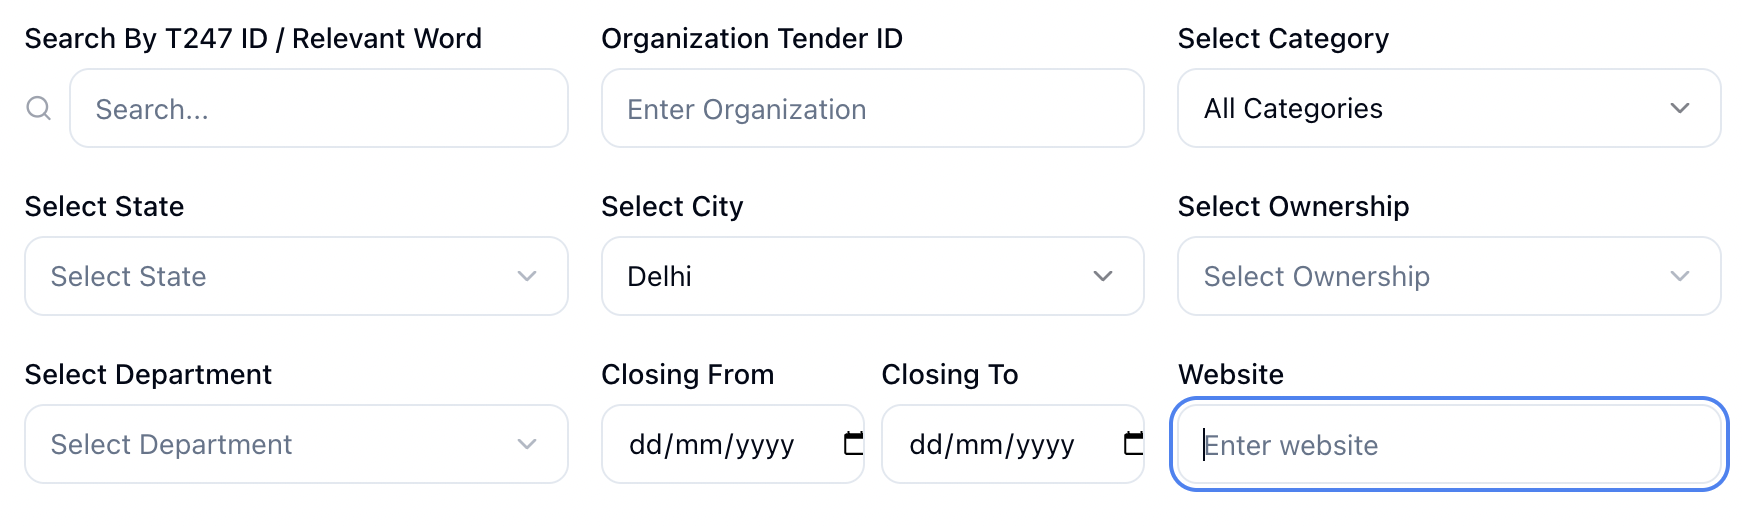 Search By T247 ID / Relevant Word
Organization Tender ID
Select Category
Search...
Enter Organization
All Categories
Select State
Select City
Select Ownership
Select State
Delhi
Select Ownership
Select Department
Closing From
Closing To
Website
Select Department
dd/mm/yyyy
dd/mm/yyyy
Enter website